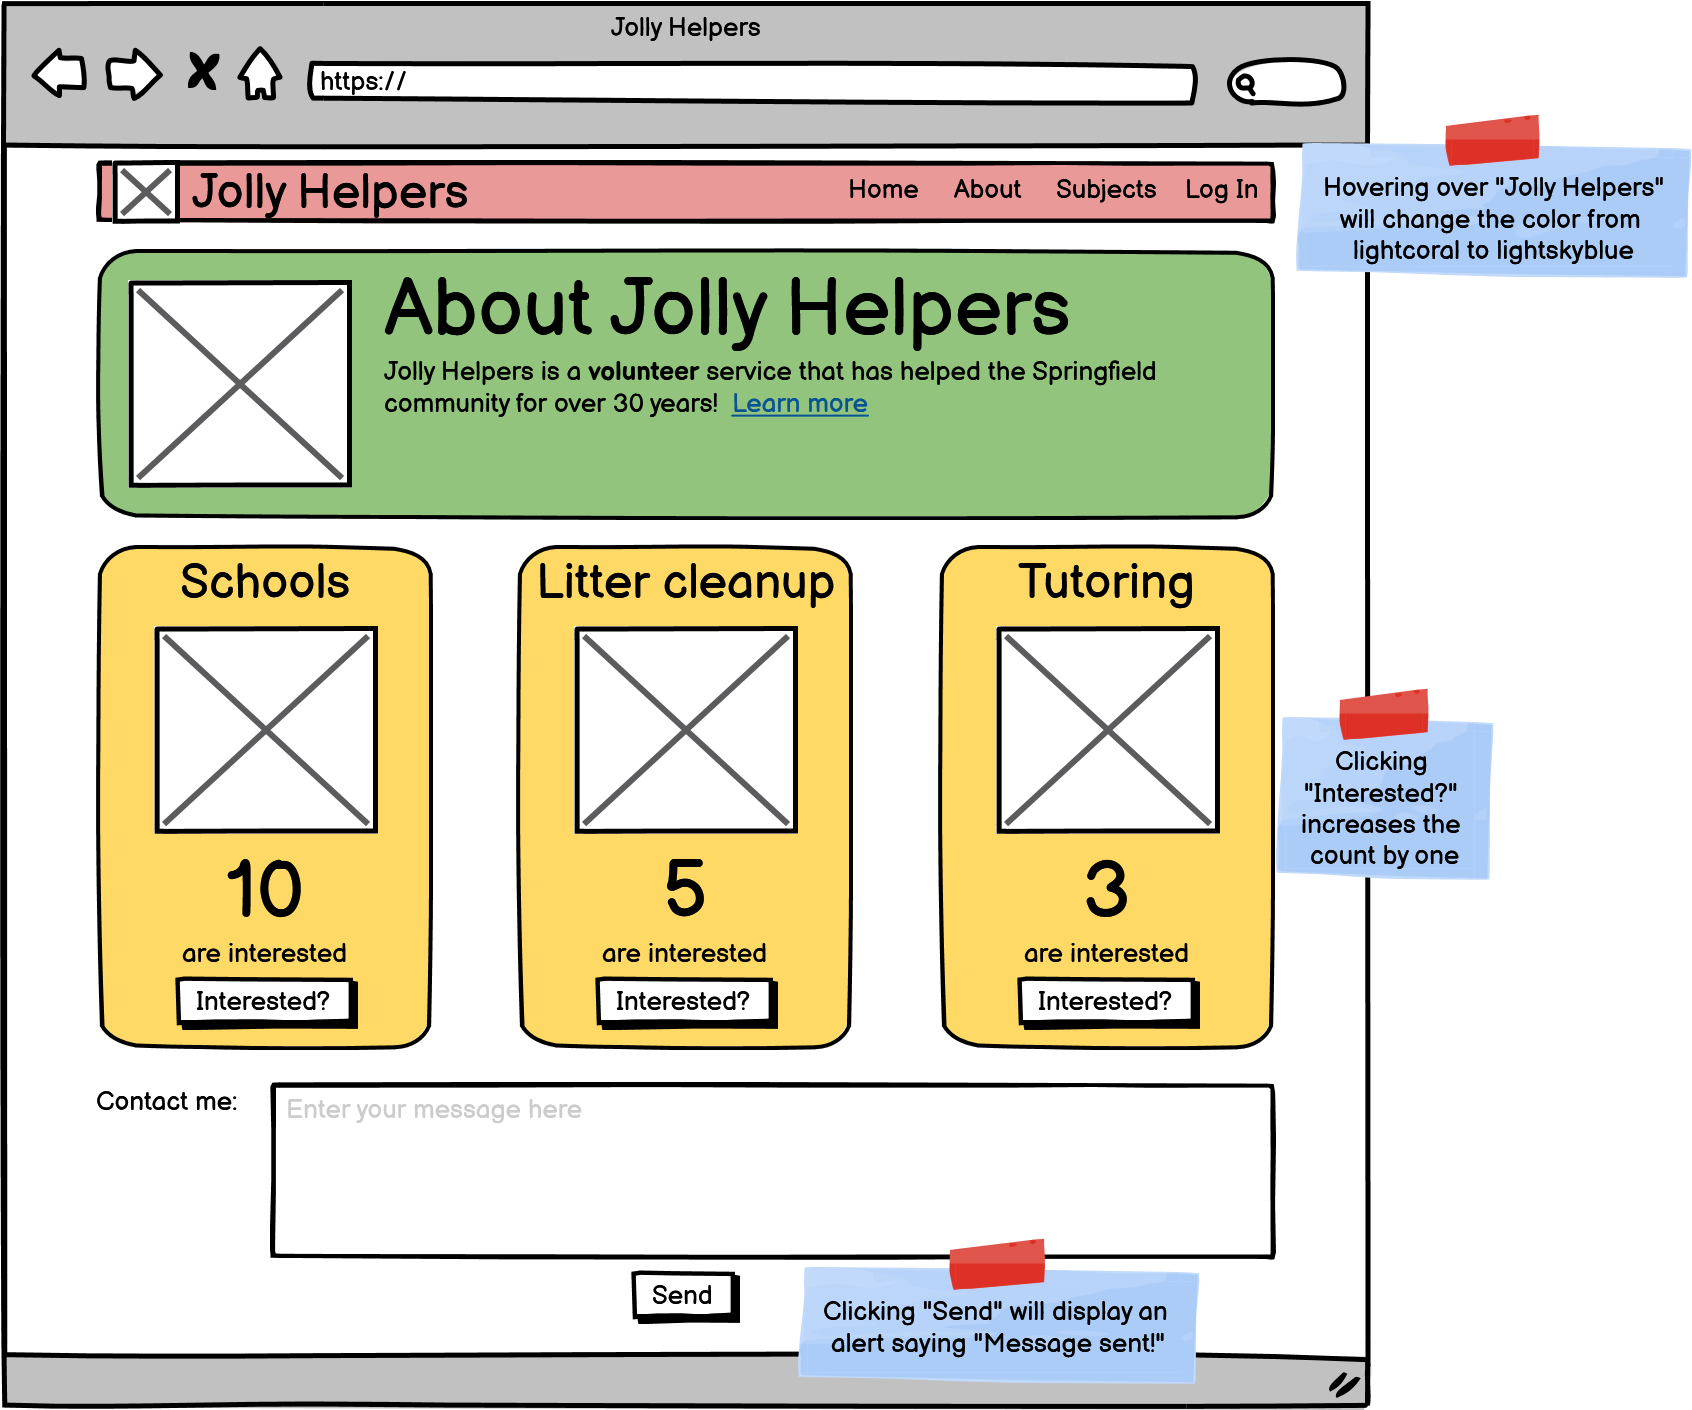 Jolly Helpers
https://
Jolly Helpers Home About Subjects Log In
Hovering over "Jolly Helpers"
will change the color from
lightcoral to lightskyblue
About Jolly Helpers
Jolly Helpers is a volunteer service that has helped the Springfield
community for over 30 years! Learn more
Schools
10
are interested
Interested?
Litter cleanup
5
are interested
Interested?
Tutoring
3
are interested
Interested?
Clicking
"Interested?"
increases the
count by one
Contact me:
Enter your message here
Send
Clicking "Send" will display an
alert saying "Message sent!"